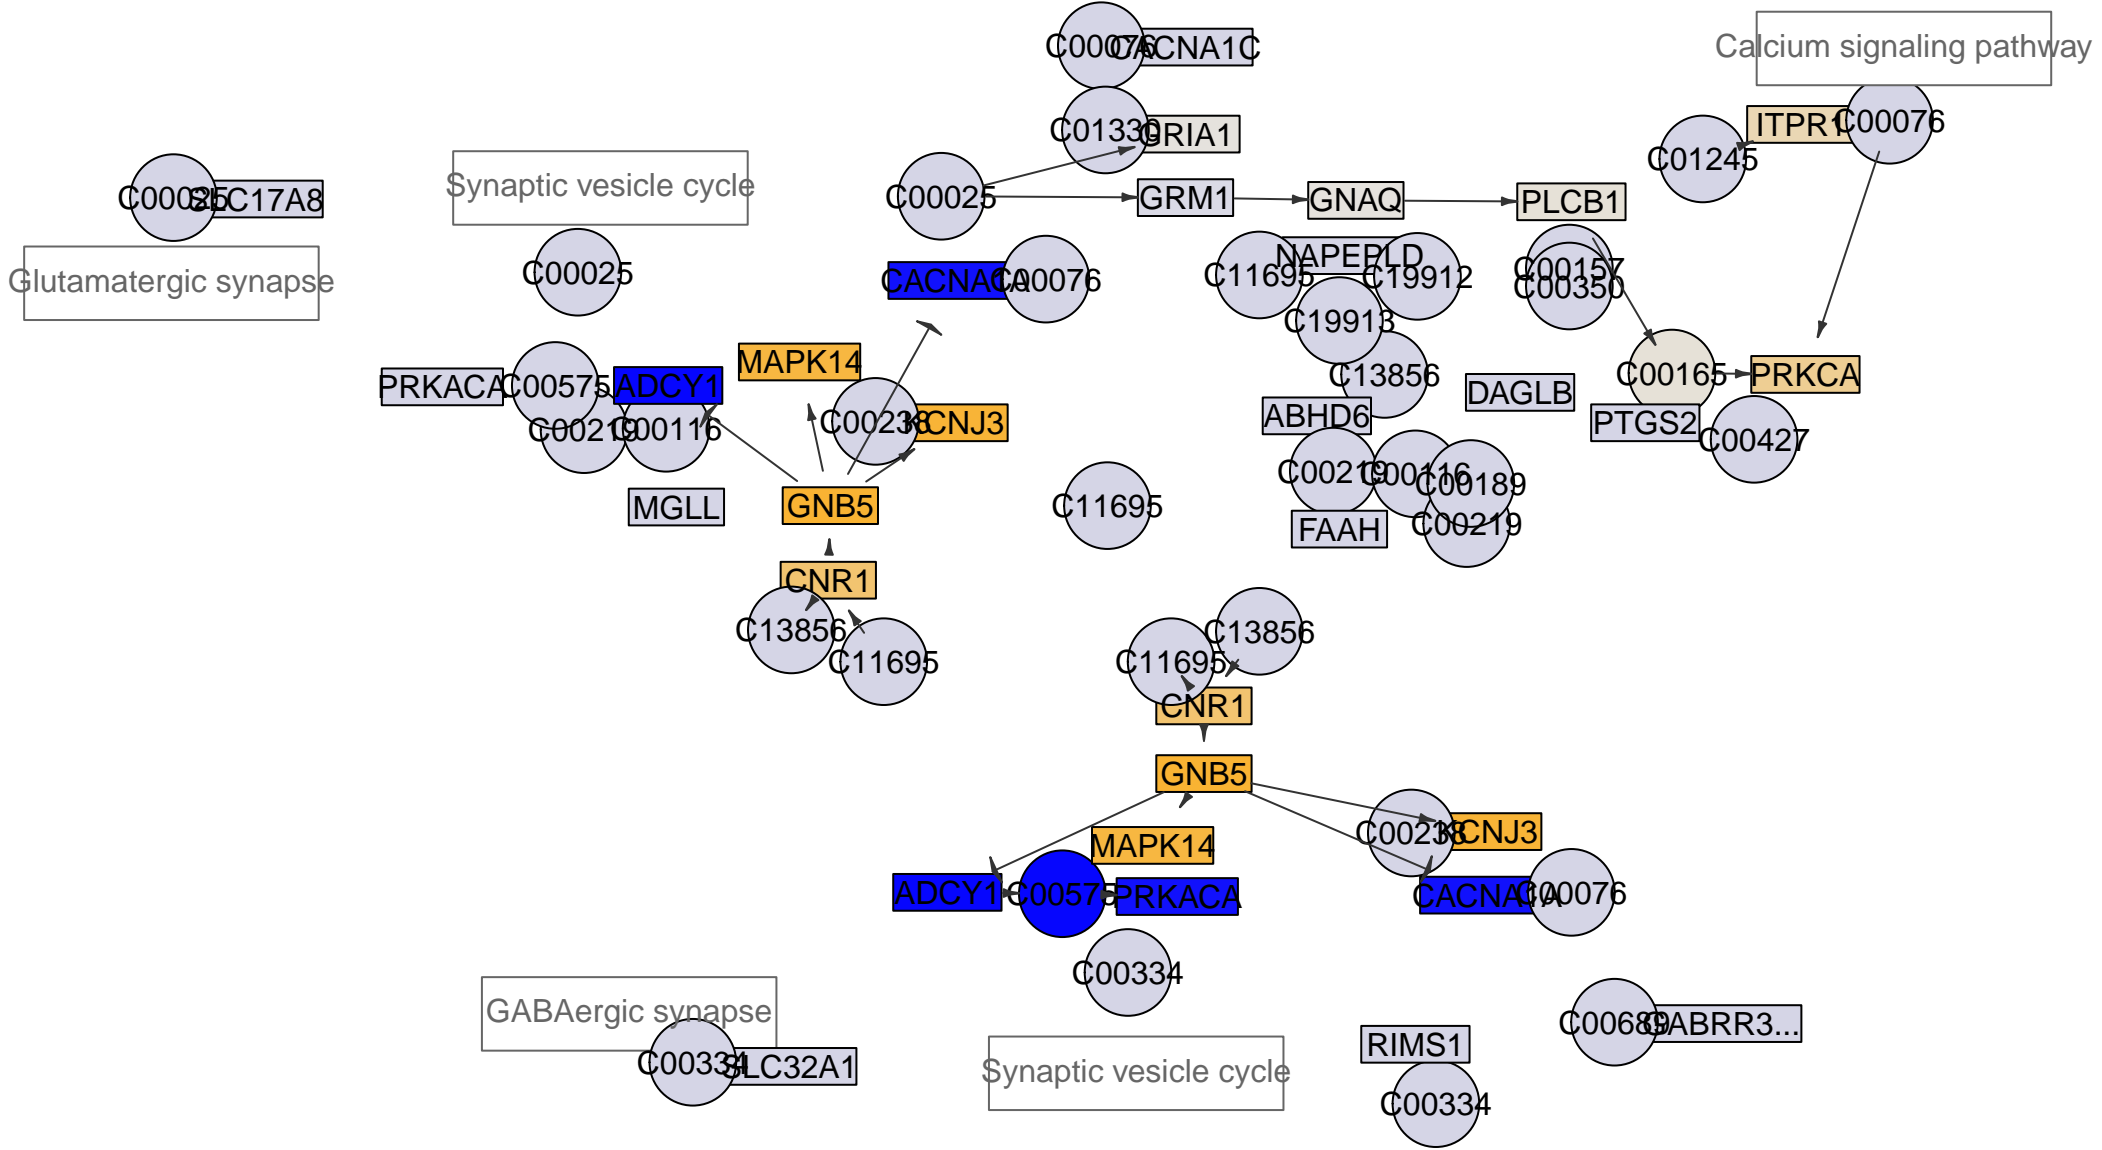 C00076
CACNA1C
Calcium signaling pathway
C01330
GRIA1
ITPR1
C00076
C01245
C00025
SLC17A8
Synaptic vesicle cycle
C00025
GRM1
GNAQ
PLCB1
Glutamatergic synapse
C00025
CACNA1A
C00076
C11695
NAPEPLD
C19912
C00157
C00350
C19913
PRKACA
C00575
ADCY1
MAPK14
C13856
DAGLB
C00165
PRKCA
C00219
C00116
C00238
KCNJ3
ABHD6
PTGS2
C00427
C00219
C00116
C00189
MGLL
GNB5
C11695
FAAH
C00219
CNR1
C13856
C11695
C13856
C11695
CNR1
GNB5
MAPK14
C00238
KCNJ3
ADCY1
C00575
PRKACA
CACNA1A
C00076
C00334
GABAergic synapse
C00334
SLC32A1
Synaptic vesicle cycle
RIMS1
C00689
GABRR3...
C00334